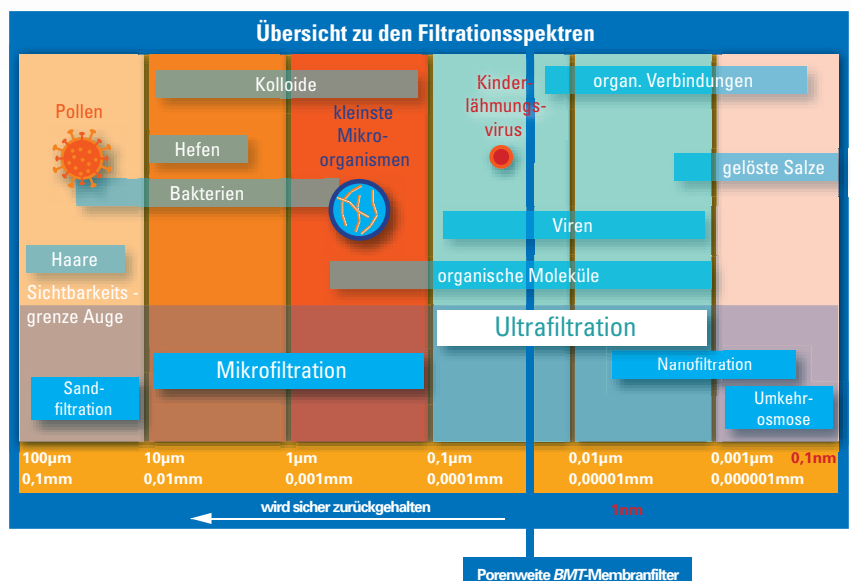 Übersicht zu den Filtrationsspektren
Kolloide
Kinder-
lähmungs-
virus
organ. Verbindungen
Pollen
kleinste
Mikro-
organismen
Hefen
gelöste Salze
Bakterien
Viren
Haare
organische Moleküle
Sichtbarkeits -
grenze Auge
Ultrafiltration
Mikrofiltration
Nanofiltration
Sand-
filtration
Umkehr-
osmose
100µm 10µm 1µm 0,1µm 0,01µm 0,001µm 0,1nm
0,1mm 0,01mm 0,001mm 0,0001mm 0,00001mm 0,000001mm
wird sicher zurückgehalten
1nm
Porenweite BMT-Membranfilter